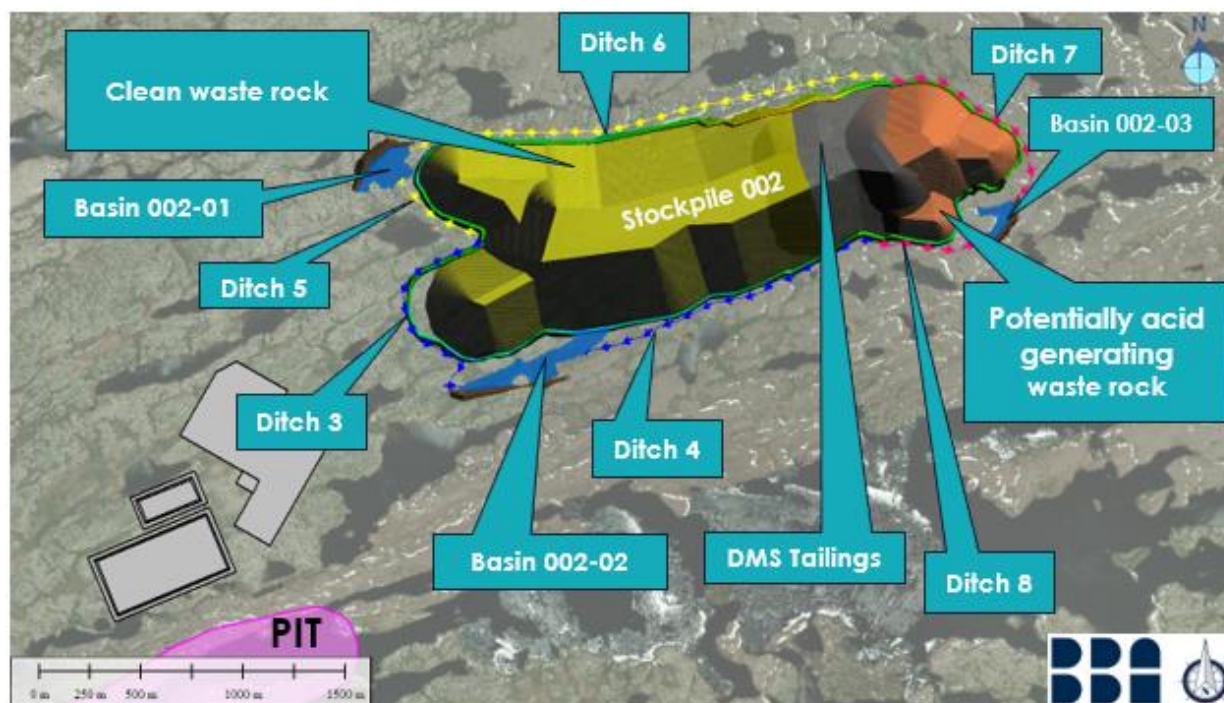 Ditch 6
N
Ditch 7
Clean waste rock
Basin 002-03
Basin 002-01
Stockpile 002
Ditch 5
Potentially acid
generating
waste rock
Ditch 3
Ditch 4
Basin 002-02
DMS Tailings
Ditch 8
PIT
0 m
250 m
500 m
1000 m
1500 m
BBA
BBA